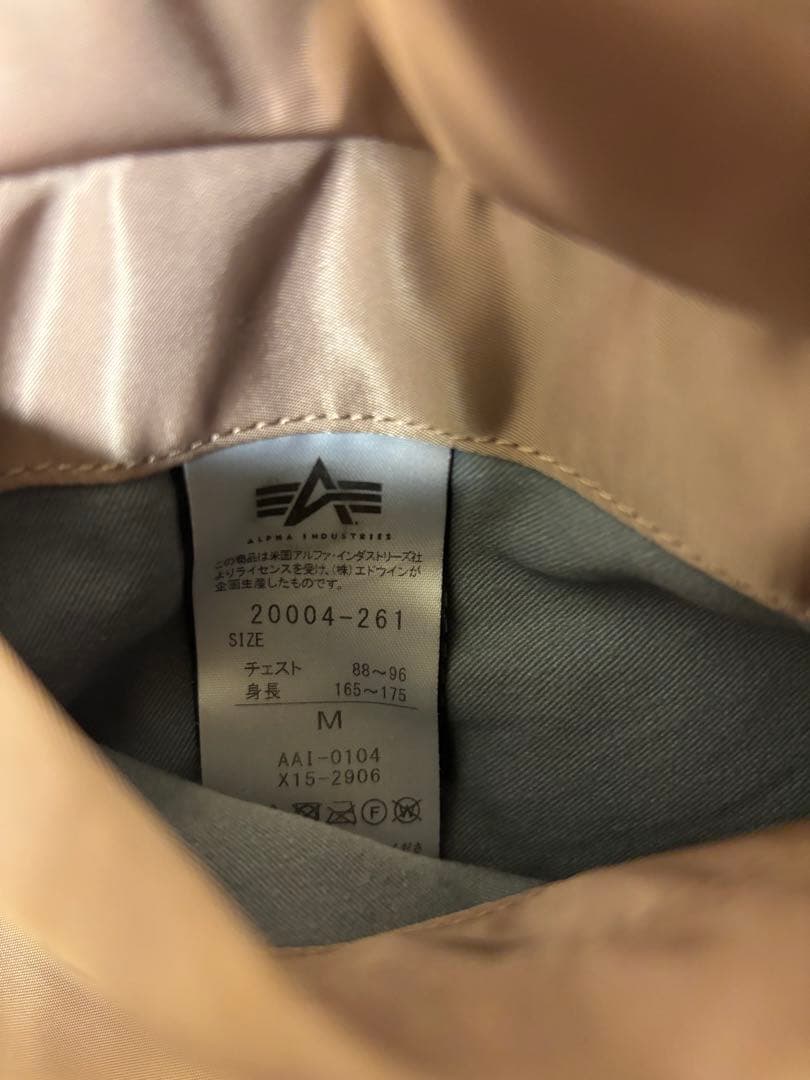 ALPHA INDUSTRIES
この商品は米国アルファ・インダストリーズ社
よりライセンスを受け、(株)エドウインが
企画生産したものです。
20004-261
SIZE
チェスト 88～96
身長 165～175
M
AAI-0104
X15-2906
F W